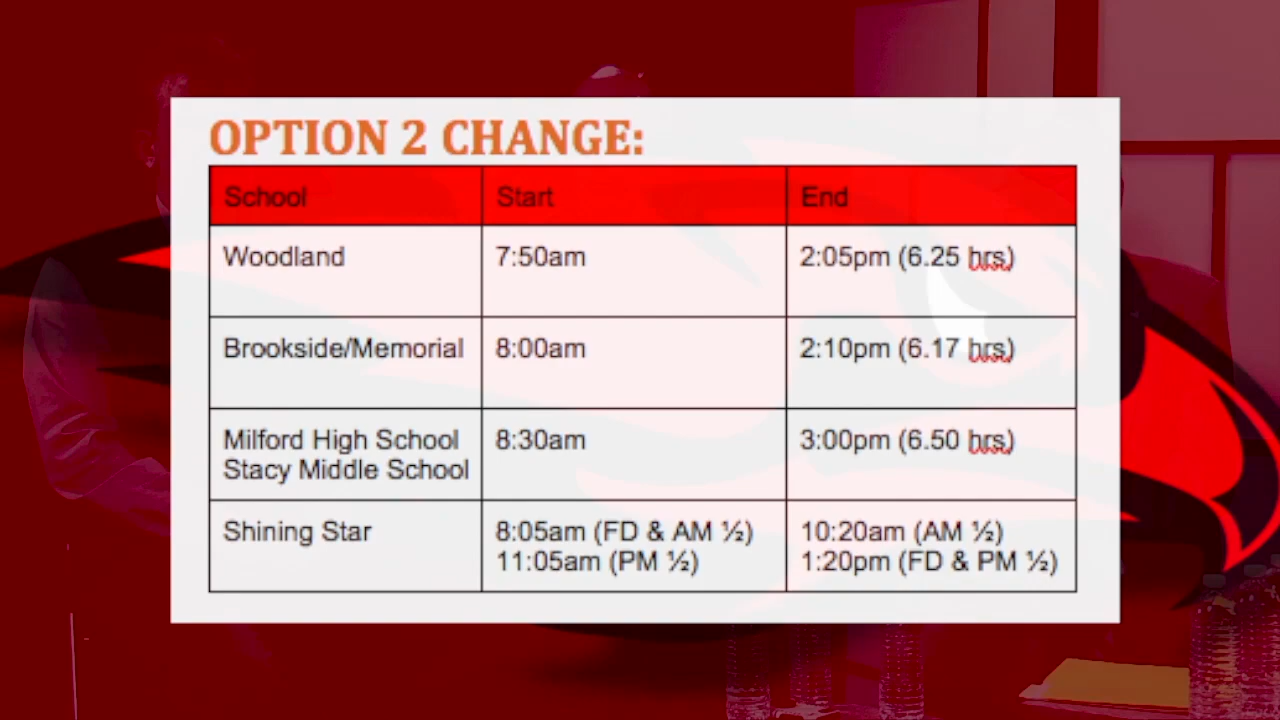 OPTION 2 CHANGE:
School Start End
Woodland 7:50am 2:05pm (6.25 hrs)
Brookside/Memorial 8:00am 2:10pm (6.17 hrs)
Milford High School 8:30am 3:00pm (6.50 hrs)
Stacy Middle School
Shining Star 8:05am (FD & AM ½) 10:20am (AM ½)
11:05am (PM ½) 1:20pm (FD & PM ½)